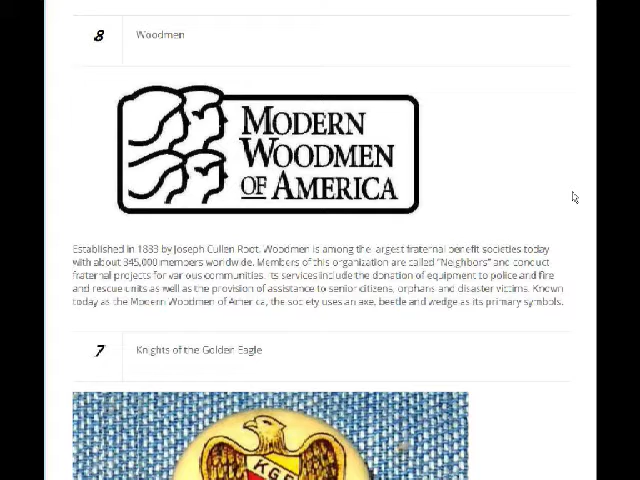 8 Woodmen
MODERN
WOODMEN
OF AMERICA
Established in 1883 by Joseph Cullen Root, Woodmen is among the largest fraternal benefit societies today
with about 345,000 members worldwide. Members of this organization are called "Neighbors" and conduct
fraternal projects for various communities. Its services include the donation of equipment to police and fire
and rescue units as well as the provision of assistance to senior citizens, orphans and disaster victims. Known
today as the Modern Woodmen of America, the society uses an axe, beetle and wedge as its primary symbols.
7 Knights of the Golden Eagle
KGE